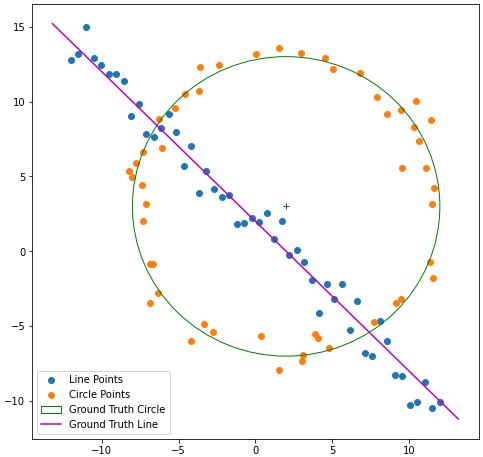 15
10
5
0
−5
−10
Line Points
Circle Points
Ground Truth Circle
Ground Truth Line
−10
−5
0
5
10